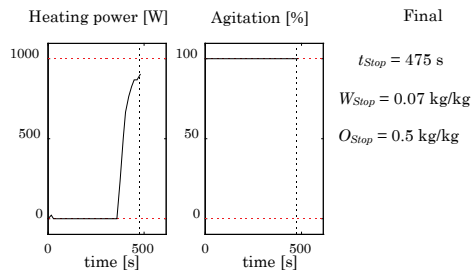 Heating power [W]
Agitation [%]
Final
1000
500
0
0
500
time [s]
100
50
0
0
500
time [s]
t_Stop = 475 s
W_Stop = 0.07 kg/kg
O_Stop = 0.5 kg/kg